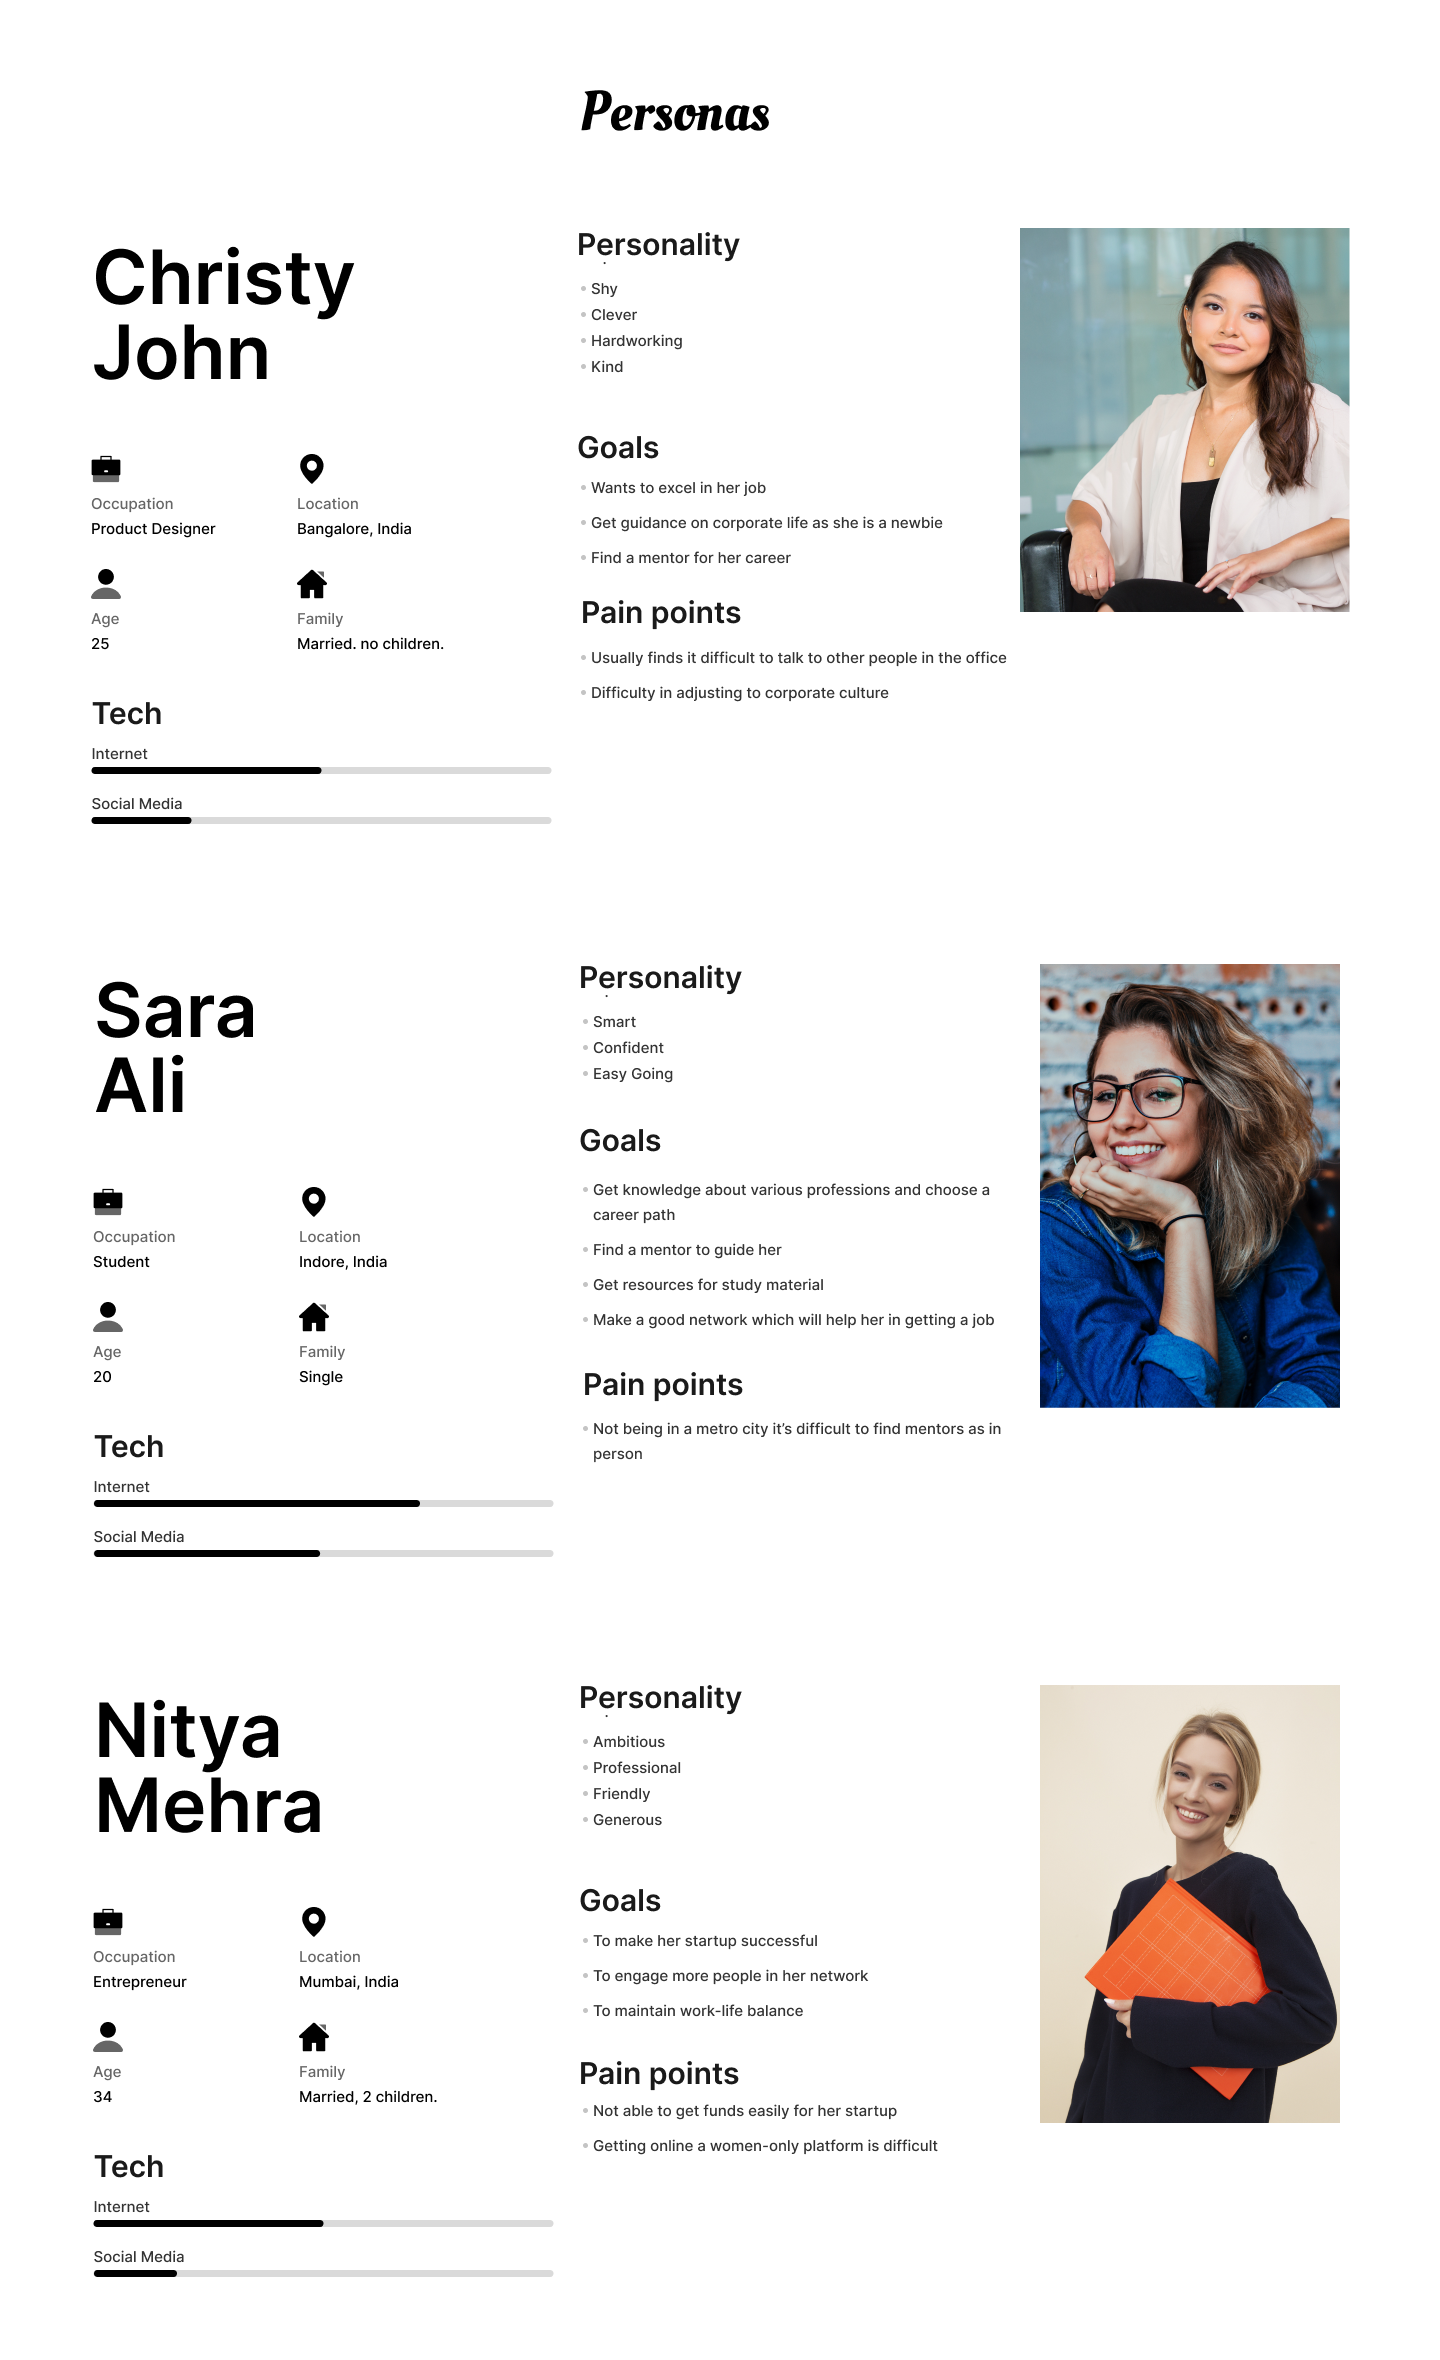 Personas
Christy
John
Occupation
Product Designer
Location
Bangalore, India
Age
25
Family
Married. no children.
Tech
Internet
Social Media
Personality
Shy
Clever
Hardworking
Kind
Goals
Wants to excel in her job
Get guidance on corporate life as she is a newbie
Find a mentor for her career
Pain points
Usually finds it difficult to talk to other people in the office
Difficulty in adjusting to corporate culture
Sara
Ali
Occupation
Student
Location
Indore, India
Age
20
Family
Single
Tech
Internet
Social Media
Personality
Smart
Confident
Easy Going
Goals
Get knowledge about various professions and choose a
career path
Find a mentor to guide her
Get resources for study material
Make a good network which will help her in getting a job
Pain points
Not being in a metro city it’s difficult to find mentors as in
person
Nitya
Mehra
Occupation
Entrepreneur
Location
Mumbai, India
Age
34
Family
Married, 2 children.
Tech
Internet
Social Media
Personality
Ambitious
Professional
Friendly
Generous
Goals
To make her startup successful
To engage more people in her network
To maintain work-life balance
Pain points
Not able to get funds easily for her startup
Getting online a women-only platform is difficult